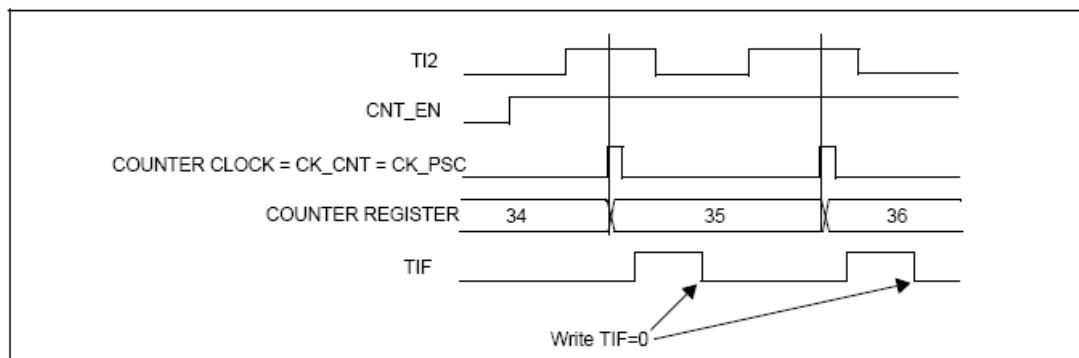 TI2
CNT_EN
COUNTER CLOCK = CK_CNT = CK_PSC
COUNTER REGISTER 34 35 36
TIF
Write TIF=0